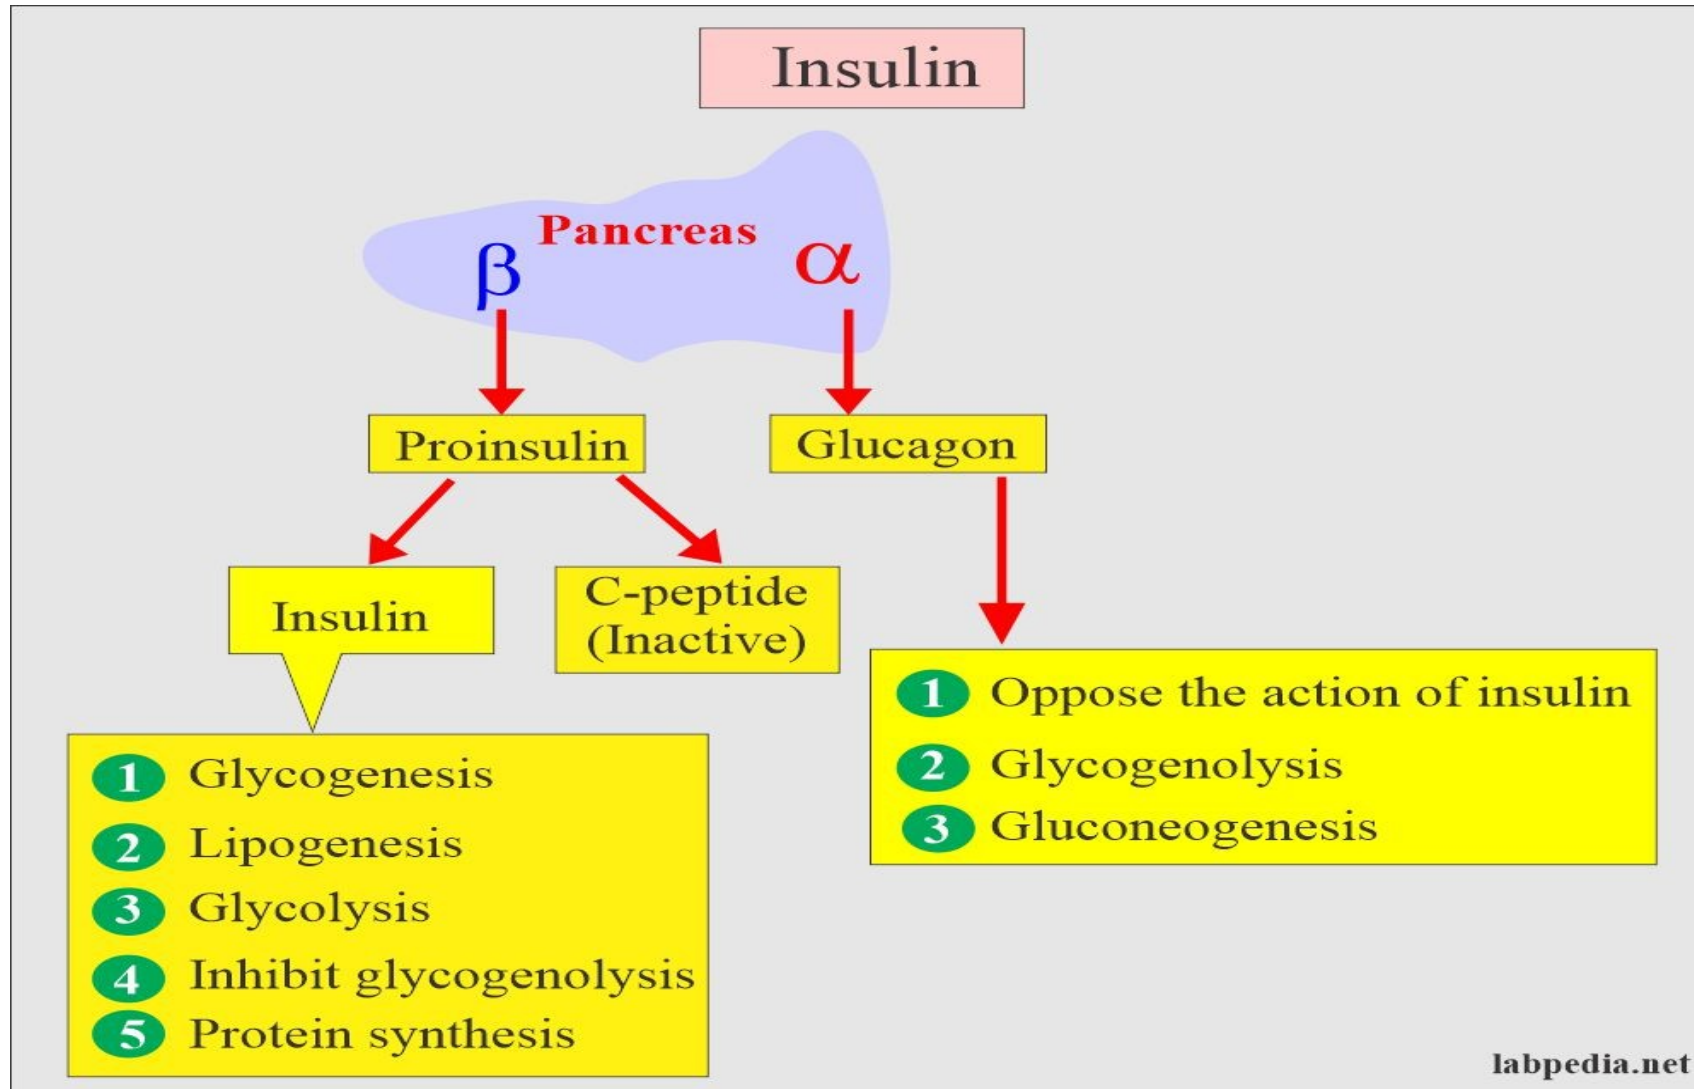 Insulin
Pancreas
β
α
Proinsulin
Glucagon
Insulin
C-peptide
(Inactive)
1 Glycogenesis
2 Lipogenesis
3 Glycolysis
4 Inhibit glycogenolysis
5 Protein synthesis
1 Oppose the action of insulin
2 Glycogenolysis
3 Gluconeogenesis
labpedia.net